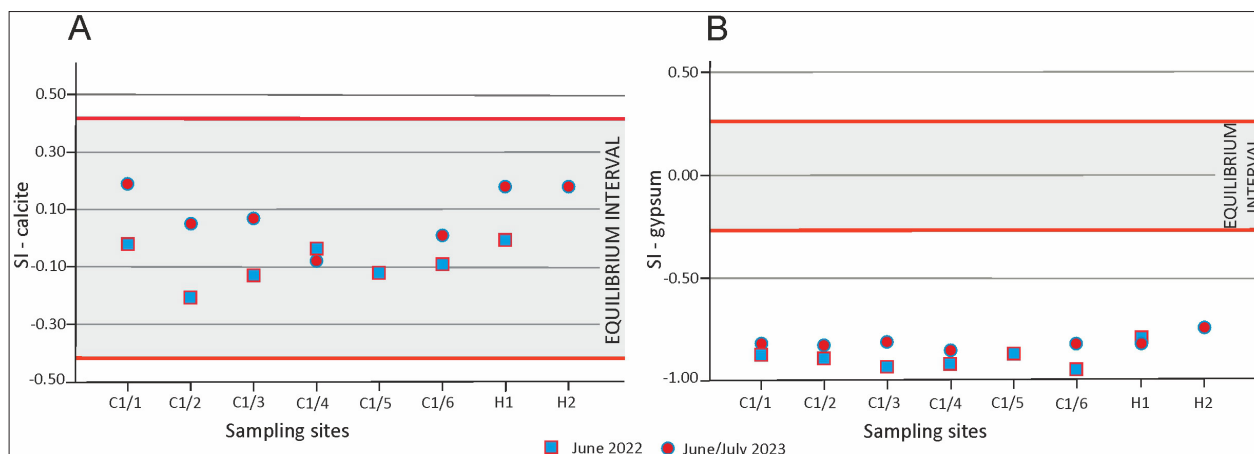 A
SI - calcite
0.50
0.30
0.10
-0.10
-0.30
-0.50
EQUILIBRIUM INTERVAL
C1/1 C1/2 C1/3 C1/4 C1/5 C1/6 H1 H2
Sampling sites
B
SI - gypsum
0.50
0.00
-0.50
-1.00
EQUILIBRIUM
INTERVAL
C1/1 C1/2 C1/3 C1/4 C1/5 C1/6 H1 H2
Sampling sites
June 2022 June/July 2023